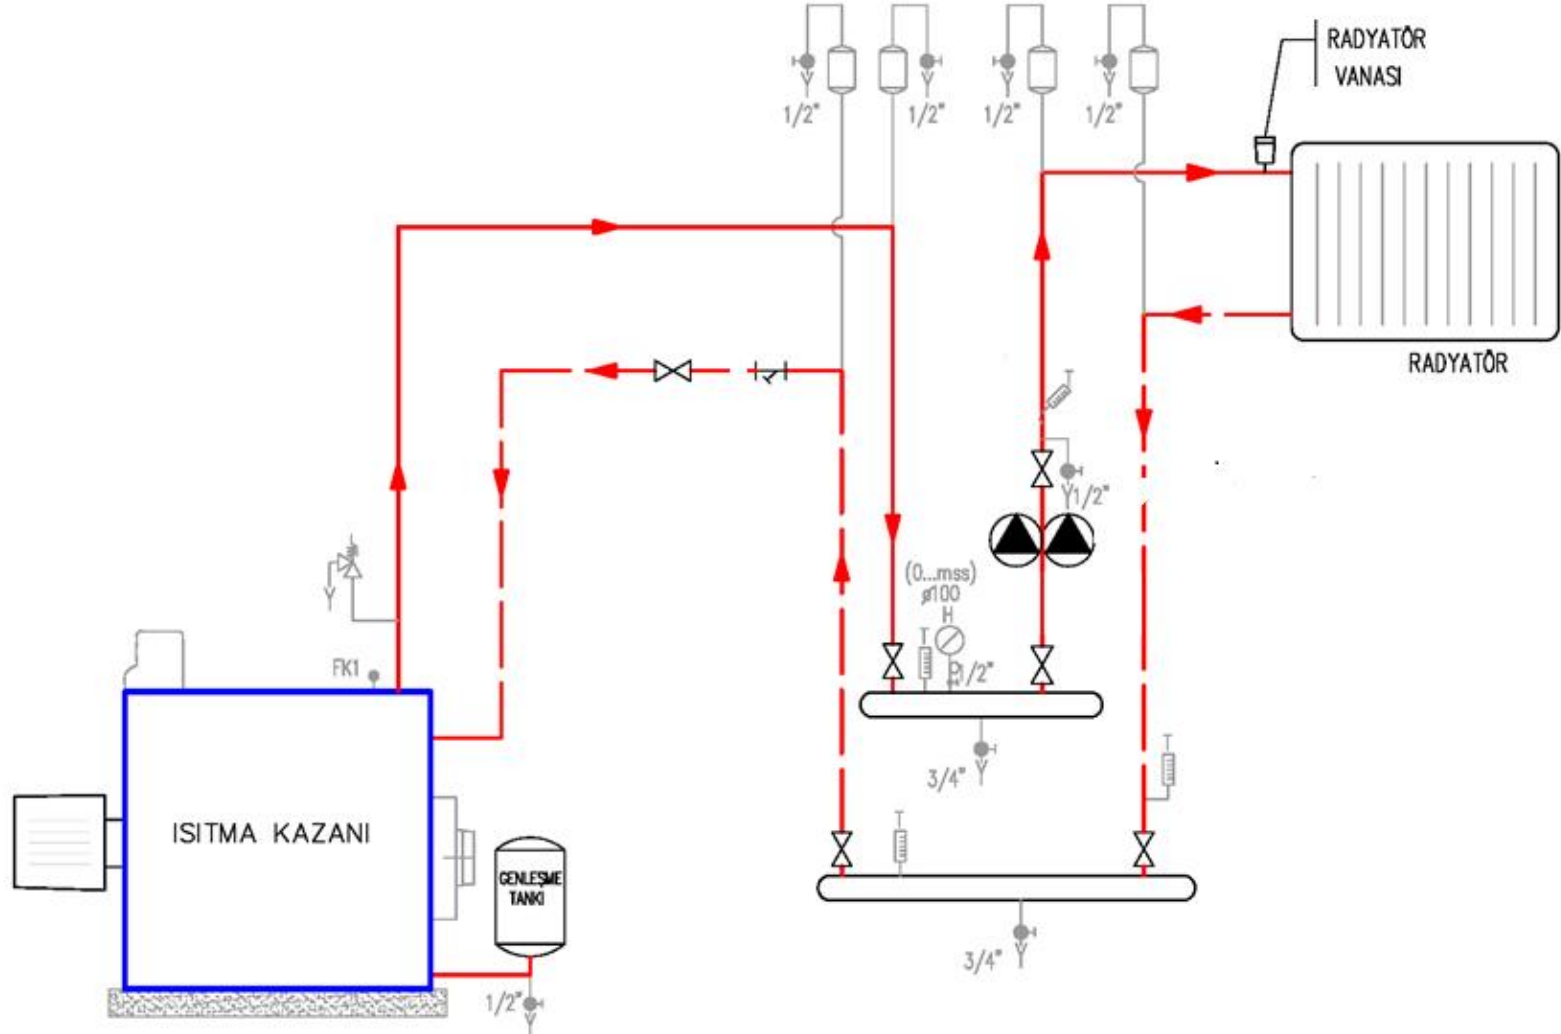 RADYATÖR
VANASI
1/2"
1/2"
1/2"
1/2"
RADYATÖR
T
1/2"
(0...mss)
ø100
H
T
1/2"
FK1
T
3/4"
T
ISITMA KAZANI
GENLEŞME
TANKI
3/4"
1/2"